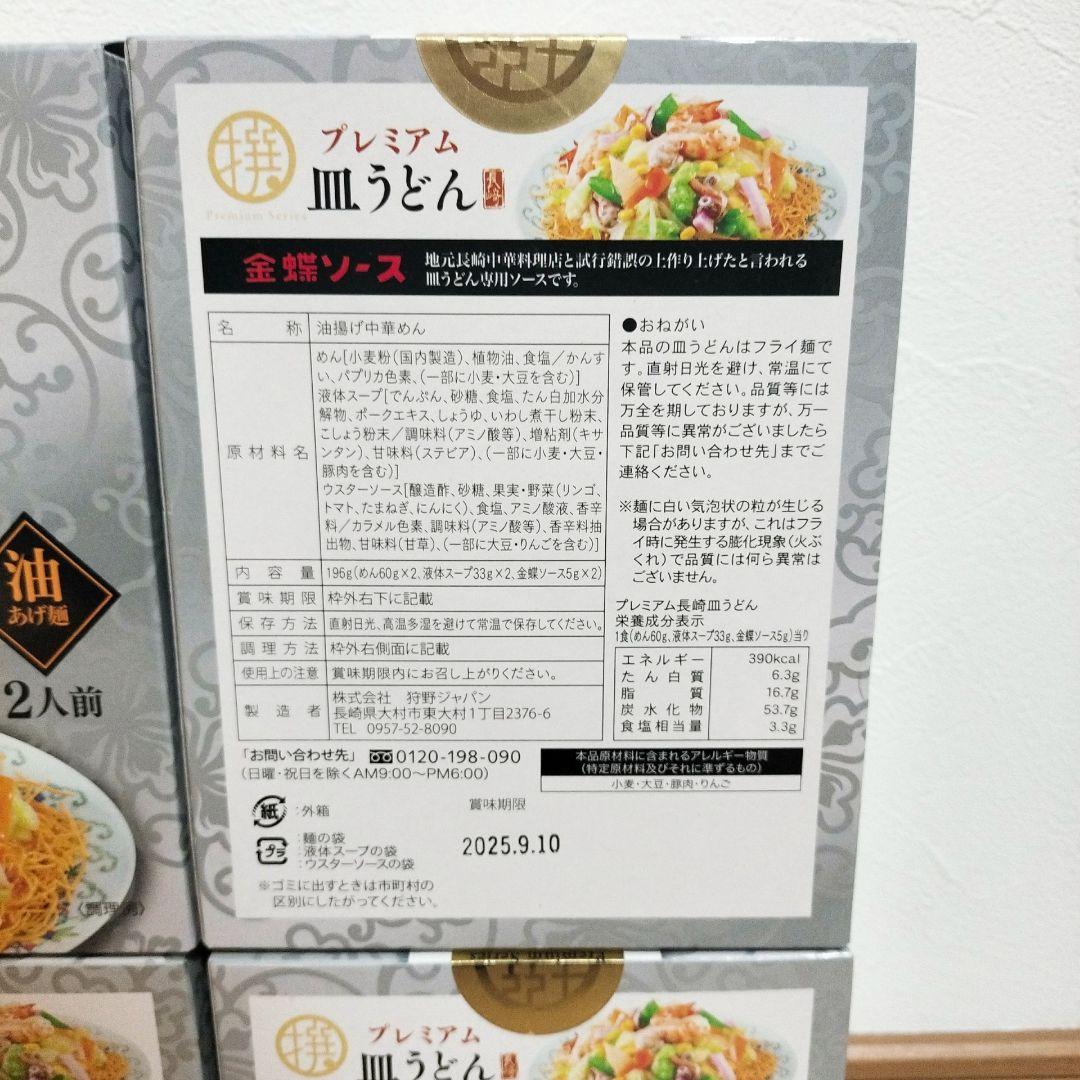 撰
Premium Series
プレミアム
皿うどん
長崎
金蝶ソース
地元長崎中華料理店と試行錯誤の上作り上げたと言われる
皿うどん専用ソースです。
名称 油揚げ中華めん
原材料名
めん[小麦粉(国内製造)、植物油、食塩/かんす
い、パプリカ色素、(一部に小麦・大豆を含む)]
液体スープ[でんぷん、砂糖、食塩、たん白加水分
解物、ポークエキス、しょうゆ、いわし煮干し粉末、
こしょう粉末/調味料(アミノ酸等)、増粘剤(キサ
ンタン)、甘味料(ステビア)、(一部に小麦・大豆・
豚肉を含む)]
ウスターソース[醸造酢、砂糖、果実・野菜(リンゴ、
トマト、たまねぎ、にんにく)、食塩、アミノ酸液、香辛
料/カラメル色素、調味料(アミノ酸等)、香辛料抽
出物、甘味料(甘草)、(一部に大豆・りんごを含む)]
内容量 196g(めん60g×2、液体スープ33g×2、金蝶ソース5g×2)
賞味期限 枠外右下に記載
保存方法 直射日光、高温多湿を避けて常温で保存してください。
調理方法 枠外右側面に記載
使用上の注意 賞味期限内にお召し上がりください。
製造者
株式会社 狩野ジャパン
長崎県大村市東大村1丁目2376-6
TEL 0957-52-8090
「お問い合わせ先」0120-198-090
(日曜・祝日を除くAM9:00〜PM6:00)
紙:外箱
プラ
:麺の袋
:液体スープの袋
:ウスターソースの袋
※ゴミに出すときは市町村の
区別にしたがってください。
賞味期限
2025.9.10
●おねがい
本品の皿うどんはフライ麺で
す。直射日光を避け、常温にて
保管してください。品質等には
万全を期しておりますが、万一
品質等に異常がございましたら
下記「お問い合わせ先」までご
連絡ください。
※麺に白い気泡状の粒が生じる
場合がありますが、これはフラ
イ時に発生する膨化現象(火ぶ
くれ)で品質には何ら異常は
ございません。
プレミアム長崎皿うどん
栄養成分表示
1食(めん60g、液体スープ33g、金蝶ソース5g)当り
エネルギー 390kcal
たん白質 6.3g
脂質 16.7g
炭水化物 53.7g
食塩相当量 3.3g
本品原材料に含まれるアレルギー物質
(特定原材料及びそれに準ずるもの)
小麦・大豆・豚肉・りんご
油
あげ麺
2人前
Premium Series
撰
プレミアム
皿うどん